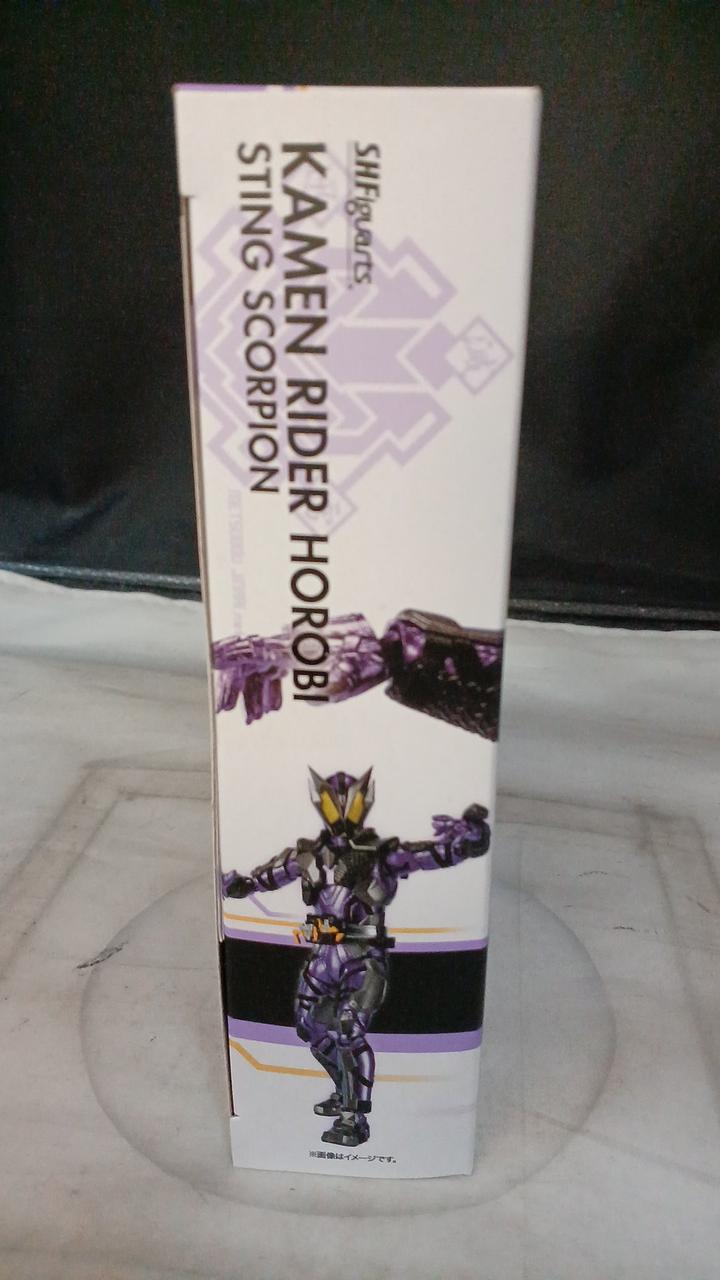 S.H.Figuarts
KAMEN RIDER HOROBI
STING SCORPION
※画像はイメージです。